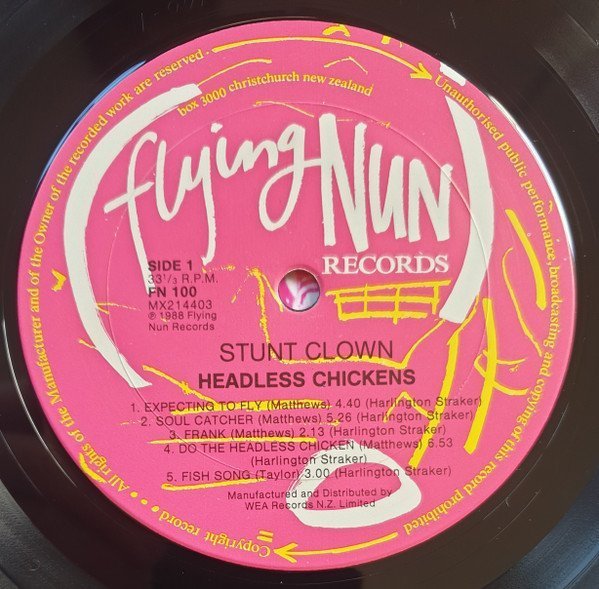 All rights of the Manufacturer and of the Owner of the recorded work are reserved
Unauthorised public performance, broadcasting and copying of this record prohibited
Copyright record
box 3000 christchurch new zealand
flying NUN
RECORDS
SIDE 1
33 1/3 R.P.M.
FN 100
MX214403
℗ 1988 Flying
Nun Records
STUNT CLOWN
HEADLESS CHICKENS
1. EXPECTING TO FLY (Matthews) 4.40 (Harlington Straker)
2. SOUL CATCHER (Matthews) 5.26 (Harlington Straker)
3. FRANK (Matthews) 2.13 (Harlington Straker)
4. DO THE HEADLESS CHICKEN (Matthews) 6.53
(Harlington Straker)
5. FISH SONG (Taylor) 3.00 (Harlington Straker)
Manufactured and Distributed by
WEA Records N.Z. Limited